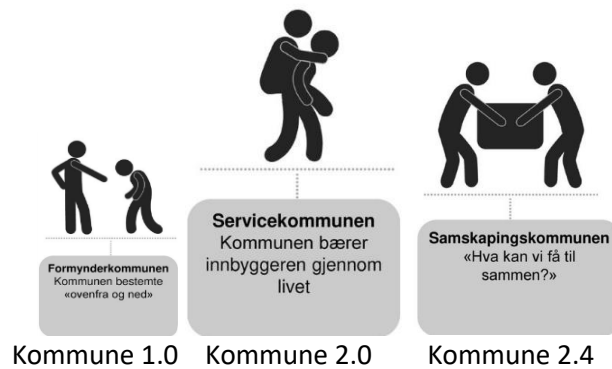 Formynderkommunen
Kommunen bestemte
«ovenfra og ned»
Servicekommunen
Kommunen bærer
innbyggeren gjennom
livet
Samskapingskommunen
«Hva kan vi få til
sammen?»
Kommune 1.0
Kommune 2.0
Kommune 2.4